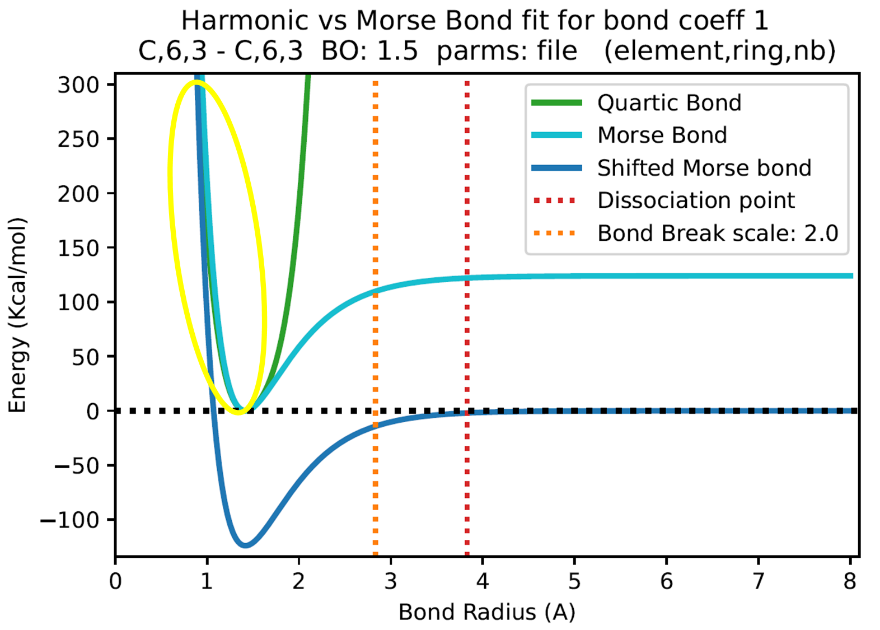 Harmonic vs Morse Bond fit for bond coeff 1
C,6,3 - C,6,3  BO: 1.5  parms: file   (element,ring,nb)
300
250
200
150
100
50
0
−50
−100
Energy (Kcal/mol)
Quartic Bond
Morse Bond
Shifted Morse bond
Dissociation point
Bond Break scale: 2.0
0 1 2 3 4 5 6 7 8
Bond Radius (A)